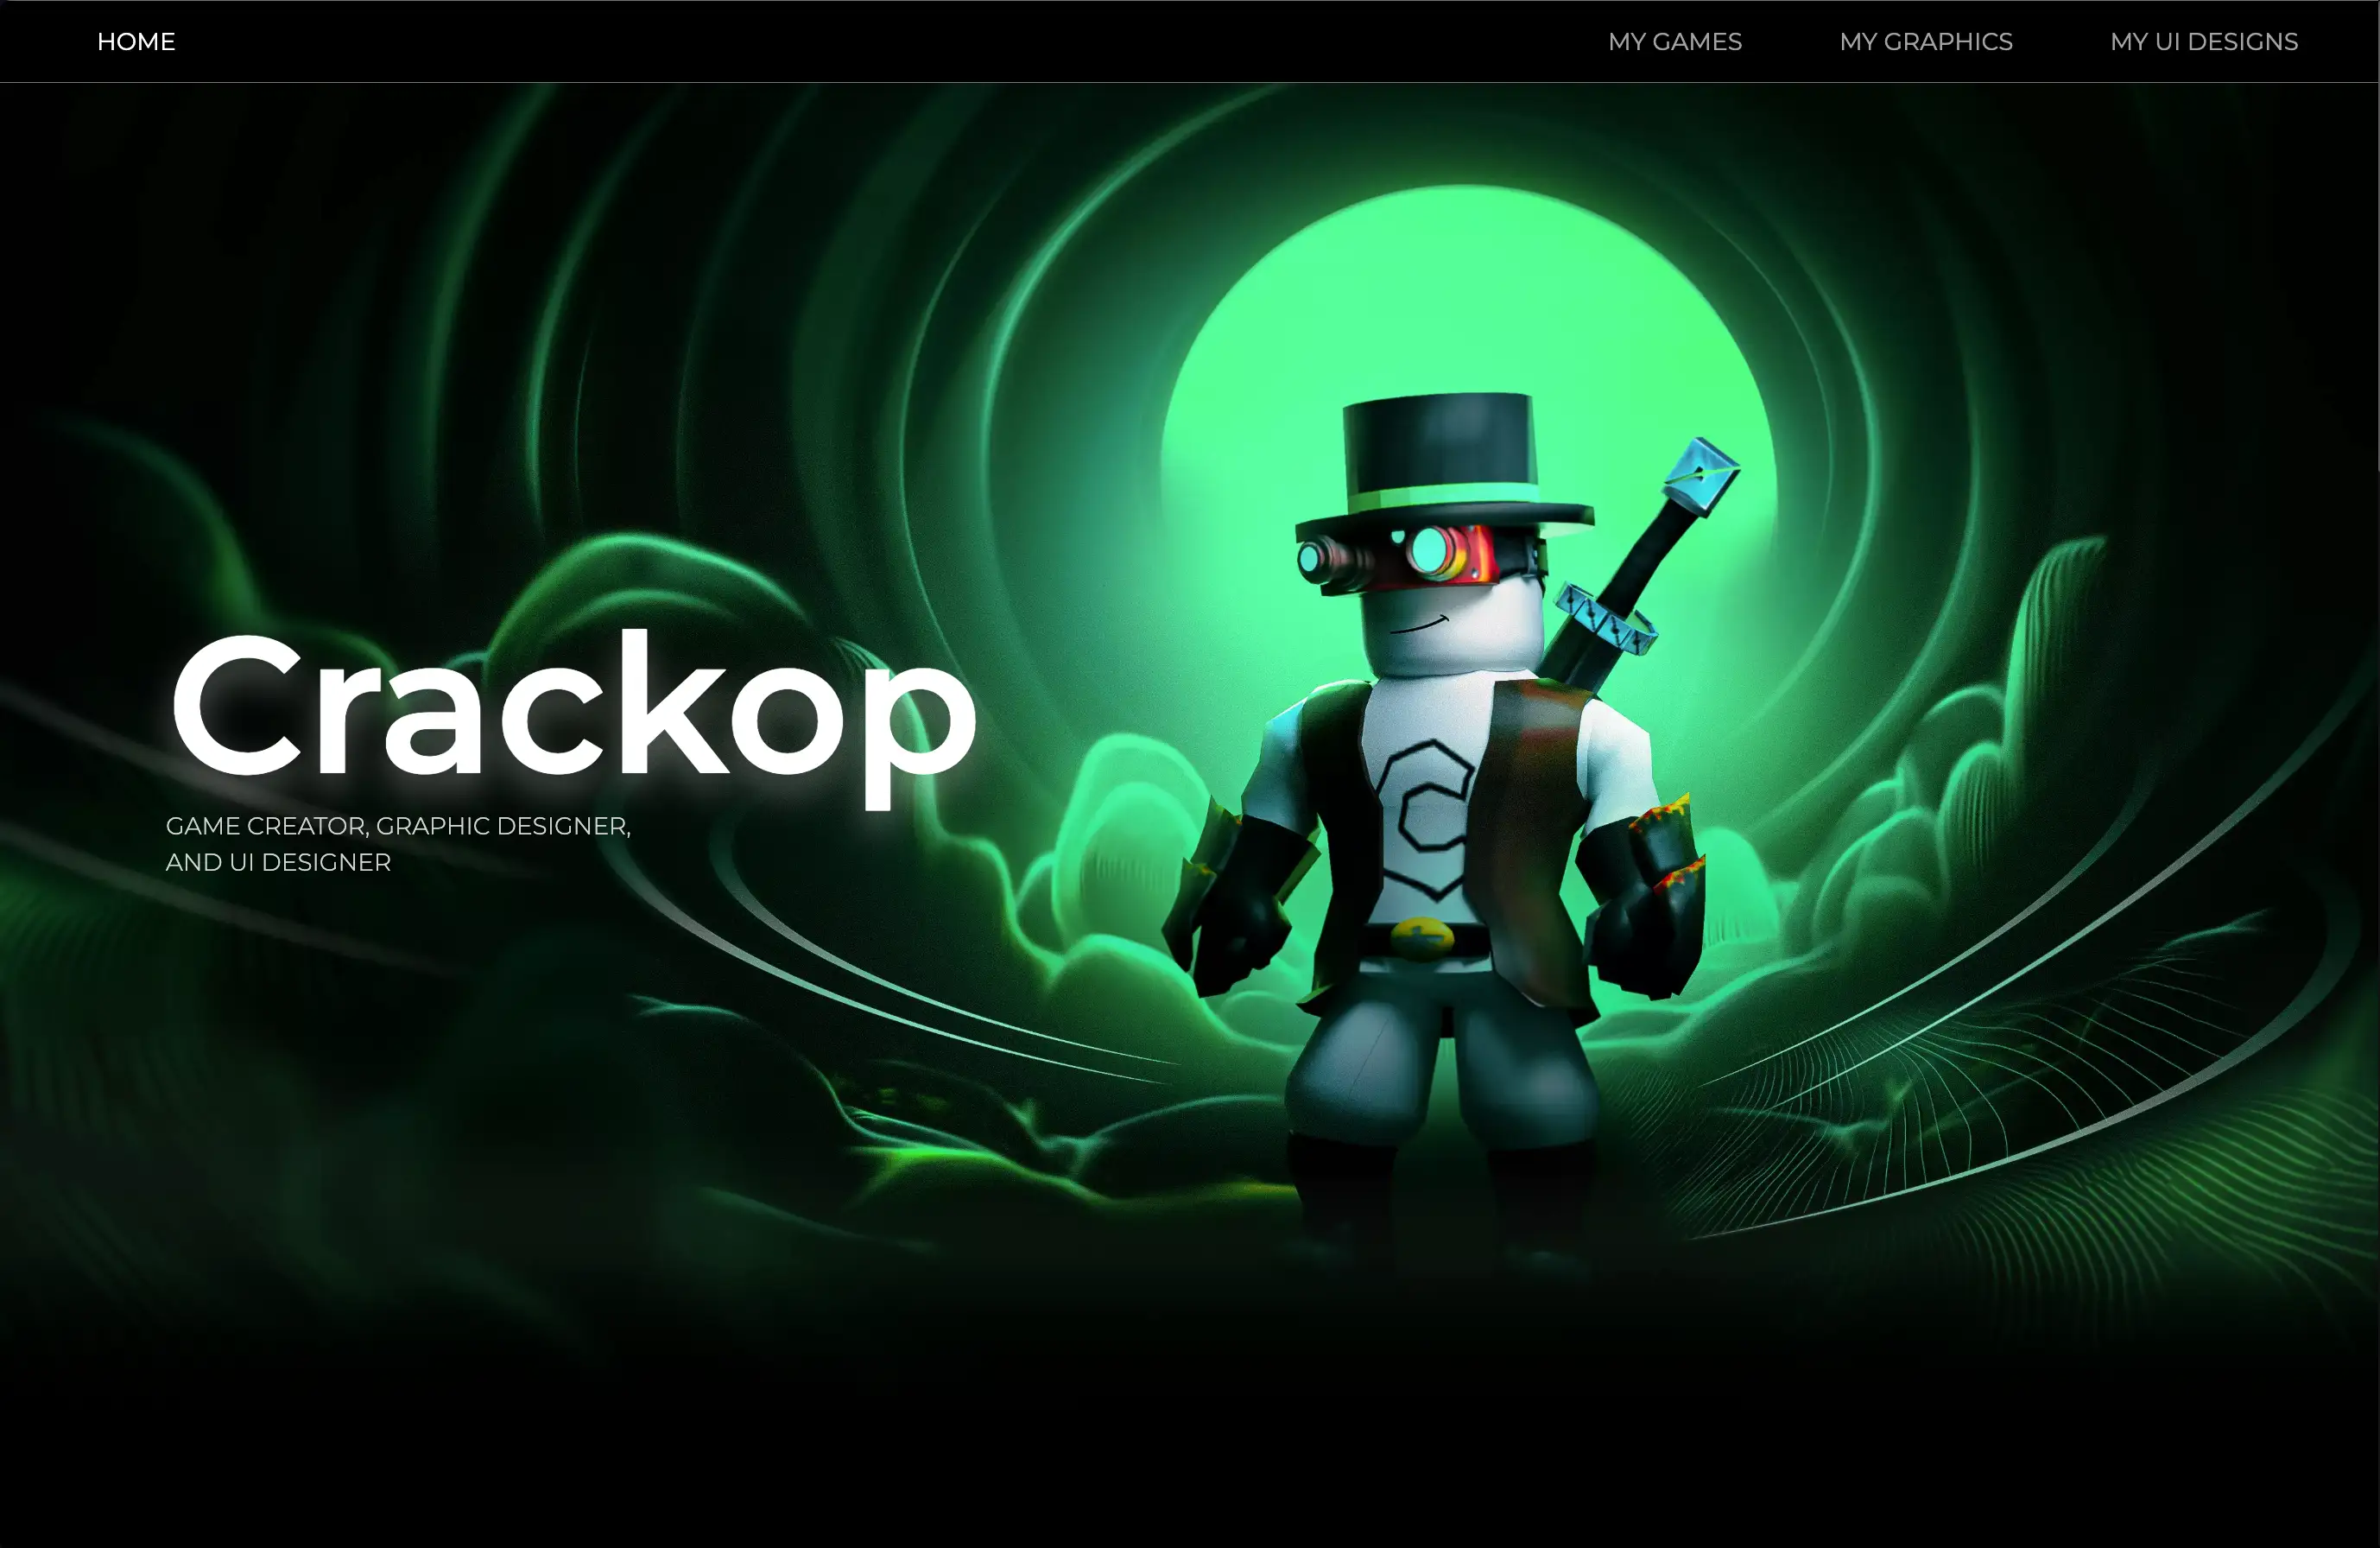 HOME
MY GAMES
MY GRAPHICS
MY UI DESIGNS
Crackop
GAME CREATOR, GRAPHIC DESIGNER,
AND UI DESIGNER